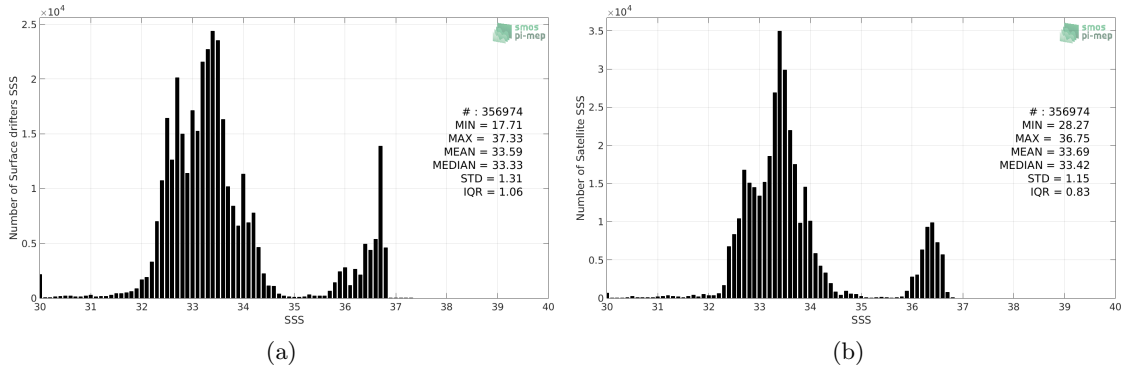 ×10⁴
2.5
2
1.5
1
0.5
0
30 31 32 33 34 35 36 37 38 39 40
SSS
Number of Surface drifters SSS
smos
pi-mep
# : 356974
MIN = 17.71
MAX = 37.33
MEAN = 33.59
MEDIAN = 33.33
STD = 1.31
IQR = 1.06
(a)
×10⁴
3.5
3
2.5
2
1.5
1
0.5
0
30 31 32 33 34 35 36 37 38 39 40
SSS
Number of Satellite SSS
smos
pi-mep
# : 356974
MIN = 28.27
MAX = 36.75
MEAN = 33.69
MEDIAN = 33.42
STD = 1.15
IQR = 0.83
(b)